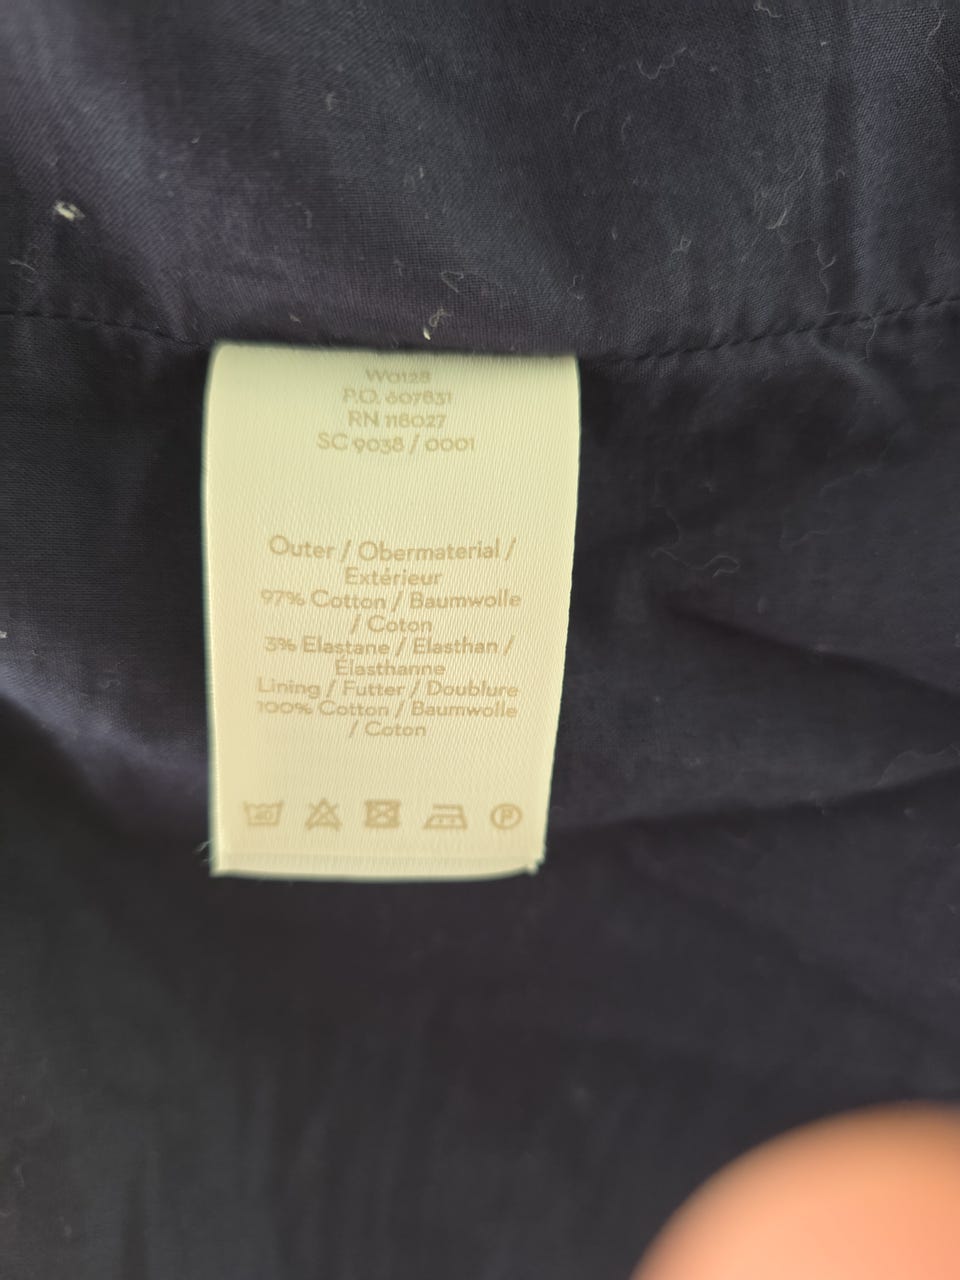 W0128
P.O. 607831
RN 118027
SC 9038 / 0001
Outer / Obermaterial /
Extérieur
97% Cotton / Baumwolle
/ Coton
3% Elastane / Elasthan /
Élasthanne
Lining / Futter / Doublure
100% Cotton / Baumwolle
/ Coton
40 P